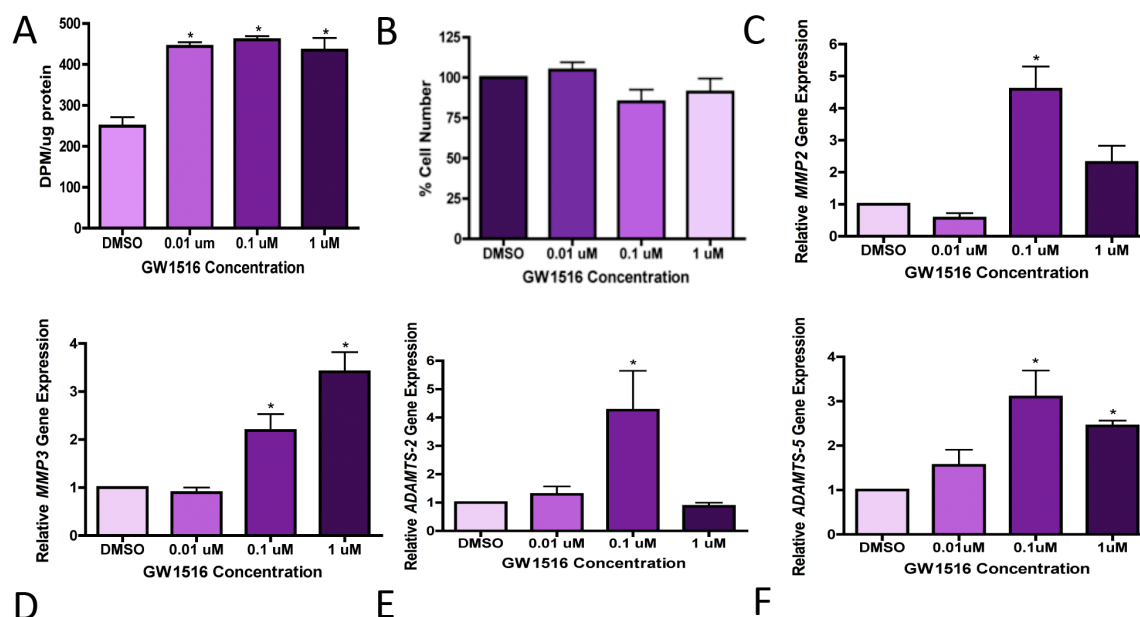 A
DPM/ug protein
500
400
300
200
100
0
*
*
*
DMSO
0.01 um
0.1 uM
1 uM
GW1516 Concentration
B
% Cell Number
125
100
75
50
25
0
DMSO
0.01 uM
0.1 uM
1 uM
GW1516 Concentration
C
Relative MMP2 Gene Expression
6
5
4
3
2
1
0
*
DMSO
0.01 uM
0.1 uM
1 uM
GW1516 Concentration
Relative MMP3 Gene Expression
4
3
2
1
0
*
*
DMSO
0.01 uM
0.1 uM
1 uM
GW1516 Concentration
D
Relative ADAMTS-2 Gene Expression
6
5
4
3
2
1
0
*
DMSO
0.01 uM
0.1 uM
1 uM
GW1516 Concentration
E
Relative ADAMTS-5 Gene Expression
4
3
2
1
0
*
*
DMSO
0.01uM
0.1uM
1uM
GW1516 Concentration
F